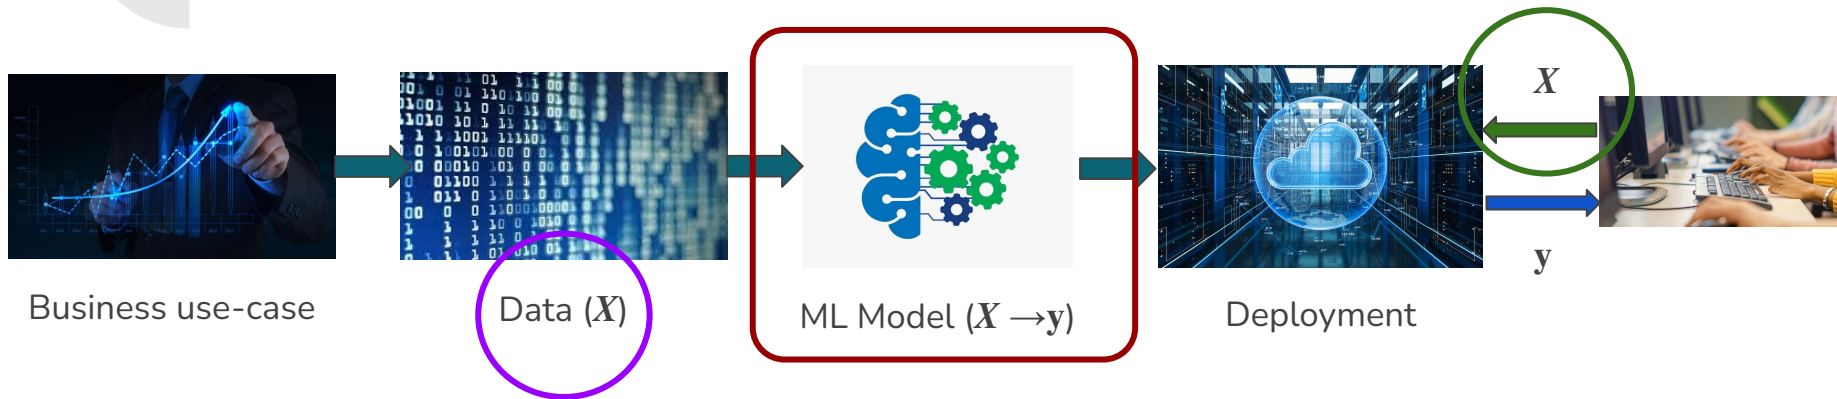 X
y
Business use-case
Data (X)
ML Model (X →y)
Deployment